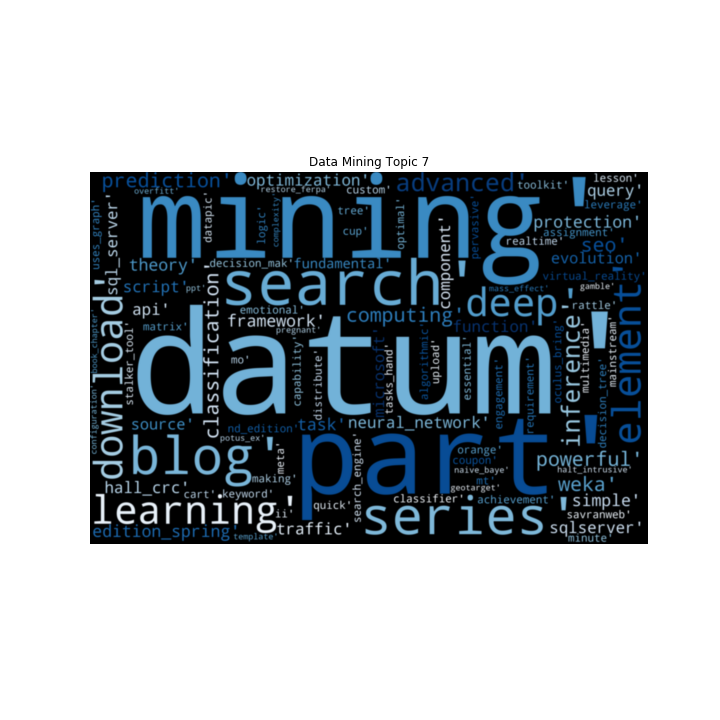 Data Mining Topic 7
prediction'
optimization'
advanced
lesson'
overfitt'
restore_ferpa'
custom'
toolkit'
query'
mining'
leverage'
uses_graph'
sql_server'
datapic'
logic'
complexity'
tree'
cup'
optimal'
pervasive'
protection'
assignment'
realtime'
seo'
theory'
decision_mak'
fundamental'
component'
evolution'
search'
mass_effect'
virtual_reality'
script'
ppt'
gamble'
deep
rattle'
download'
api'
emotional'
computing'
element'
framework'
function'
matrix'
pregnant'
classification'
datum'
inference'
multimedia'
mainstream'
book_chapter'
stalker_tool'
mo'
capability'
distribute'
microsoft'
tasks_hand'
algorithmic'
upload'
essential'
engagement'
requirement'
oculus_bring'
decision_tree'
configuration'
source'
nd_edition'
task'
neural_network'
part'
potus_ex'
blog'
meta'
search_engine'
orange'
coupon'
powerful'
naive_baye'
halt_intrusive'
making'
mt'
weka'
hall_crc'
cart'
keyword'
geotarget'
classifier'
achievement'
simple'
learning'
ii'
quick'
series'
savranweb'
edition_spring'
traffic'
sqlserver'
template'
minute'